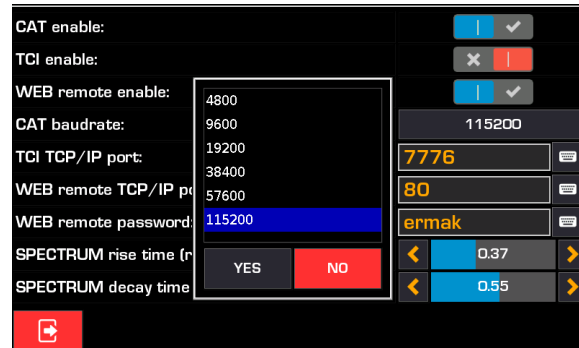 CAT enable:
TCI enable:
WEB remote enable:
CAT baudrate:
115200
TCI TCP/IP port:
7776
WEB remote TCP/IP po
80
WEB remote password:
ermak
SPECTRUM rise time (r
0.37
SPECTRUM decay time
0.55
4800
9600
19200
38400
57600
115200
YES
NO